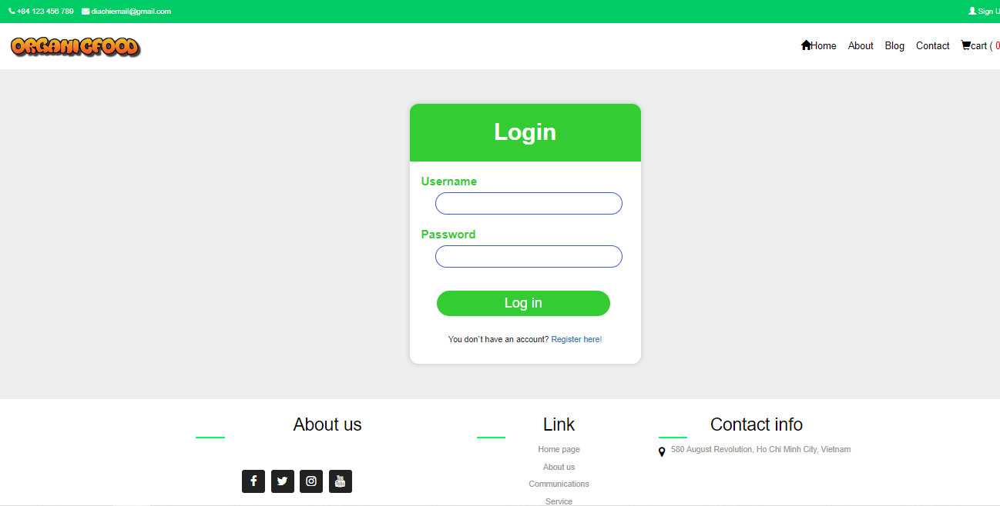 +84 123 456 789 diachiemail@gmail.com Sign U
ORGANICFOOD
Home About Blog Contact cart ( 0
Login
Username
Password
Log in
You don`t have an account? Register here!
About us Link Contact info
Home page 580 August Revolution, Ho Chi Minh City, Vietnam
About us
Communications
You Tube
Service